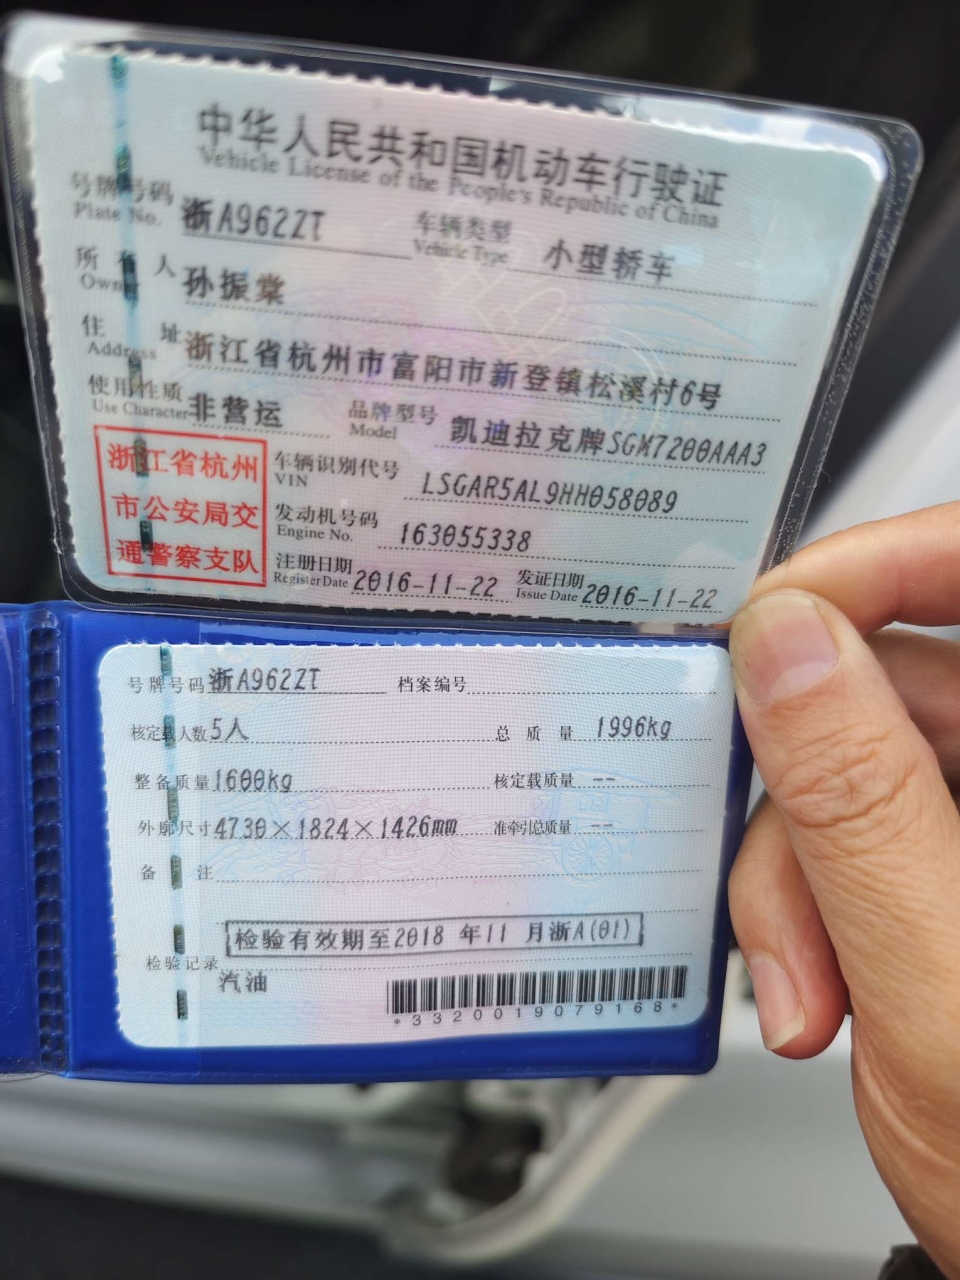 中华人民共和国机动车行驶证
Vehicle License of the People's Republic of China
号牌号码 浙A962ZT 车辆类型 小型轿车
Plate No. Vehicle Type
所有人 孙振棠
Owner
住址 浙江省杭州市富阳市新登镇松溪村6号
Address
使用性质 非营运 品牌型号 凯迪拉克牌SGM7200AAA3
Use Character Model
浙江省杭州
市公安局交
通警察支队
车辆识别代号 LSGAR5AL9HH058089
VIN
发动机号码 163055338
Engine No.
注册日期 2016-11-22 发证日期 2016-11-22
Register Date Issue Date
号牌号码 浙A962ZT 档案编号
核定载人数 5人 总质量 1996kg
整备质量 1600kg 核定载质量 --
外廓尺寸 4730×1824×1426mm 准牵引总质量 --
备注
检验有效期至2018 年11 月浙A(01)
检验记录
汽油
*3320019079168*